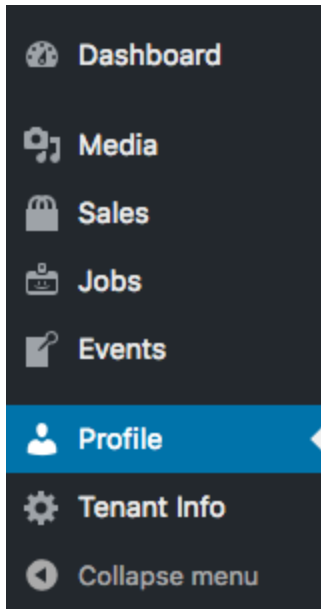 Dashboard
Media
Sales
Jobs
Events
Profile
Tenant Info
Collapse menu